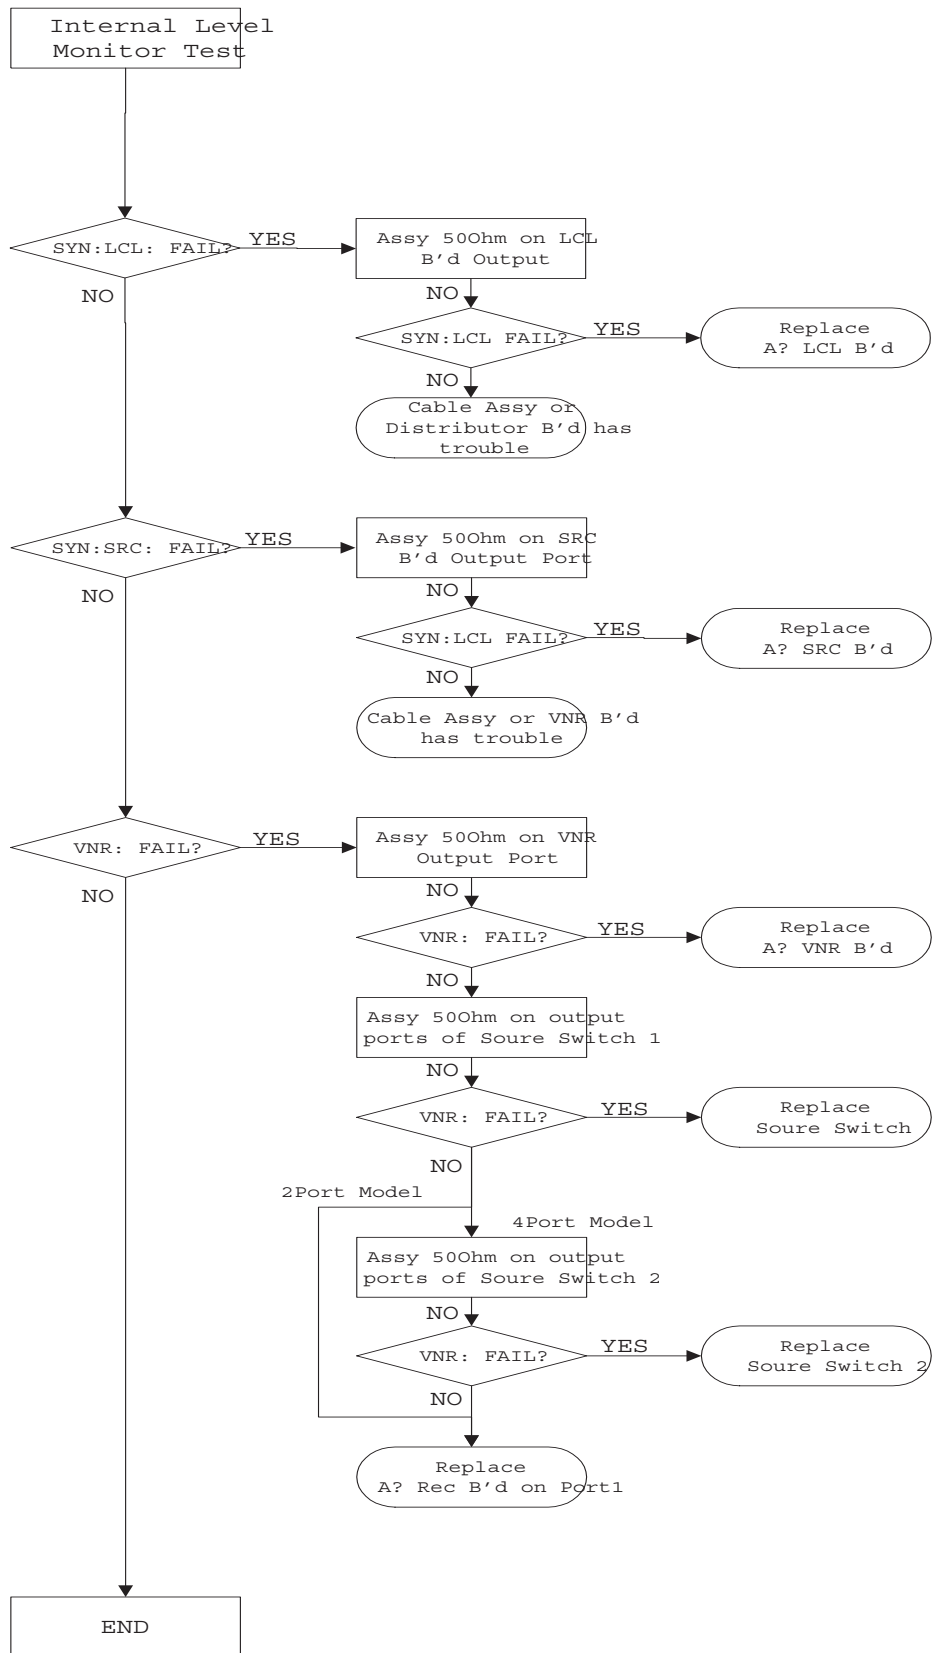 Internal Level
Monitor Test
SYN:LCL: FAIL?
YES
Assy 50Ohm on LCL
B'd Output
NO
NO
SYN:LCL FAIL?
YES
Replace
A? LCL B'd
NO
Cable Assy or
Distributor B'd has
trouble
SYN:SRC: FAIL?
YES
Assy 50Ohm on SRC
B'd Output Port
NO
NO
SYN:LCL FAIL?
YES
Replace
A? SRC B'd
NO
Cable Assy or VNR B'd
has trouble
VNR: FAIL?
YES
Assy 50Ohm on VNR
Output Port
NO
NO
VNR: FAIL?
YES
Replace
A? VNR B'd
NO
Assy 50Ohm on output
ports of Soure Switch 1
NO
VNR: FAIL?
YES
Replace
Soure Switch
NO
2Port Model
4Port Model
Assy 50Ohm on output
ports of Soure Switch 2
NO
VNR: FAIL?
YES
Replace
Soure Switch 2
NO
Replace
A? Rec B'd on Port1
END